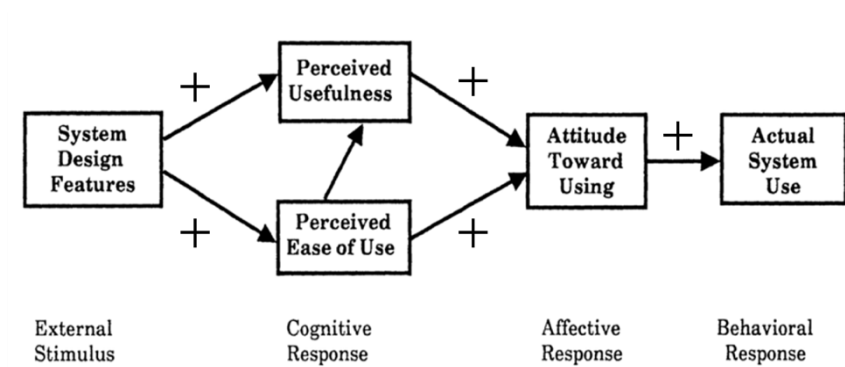 Perceived
Usefulness
System
Design
Features
Perceived
Ease of Use
Attitude
Toward
Using
Actual
System
Use
+
+
+
+
+
External
Stimulus
Cognitive
Response
Affective
Response
Behavioral
Response